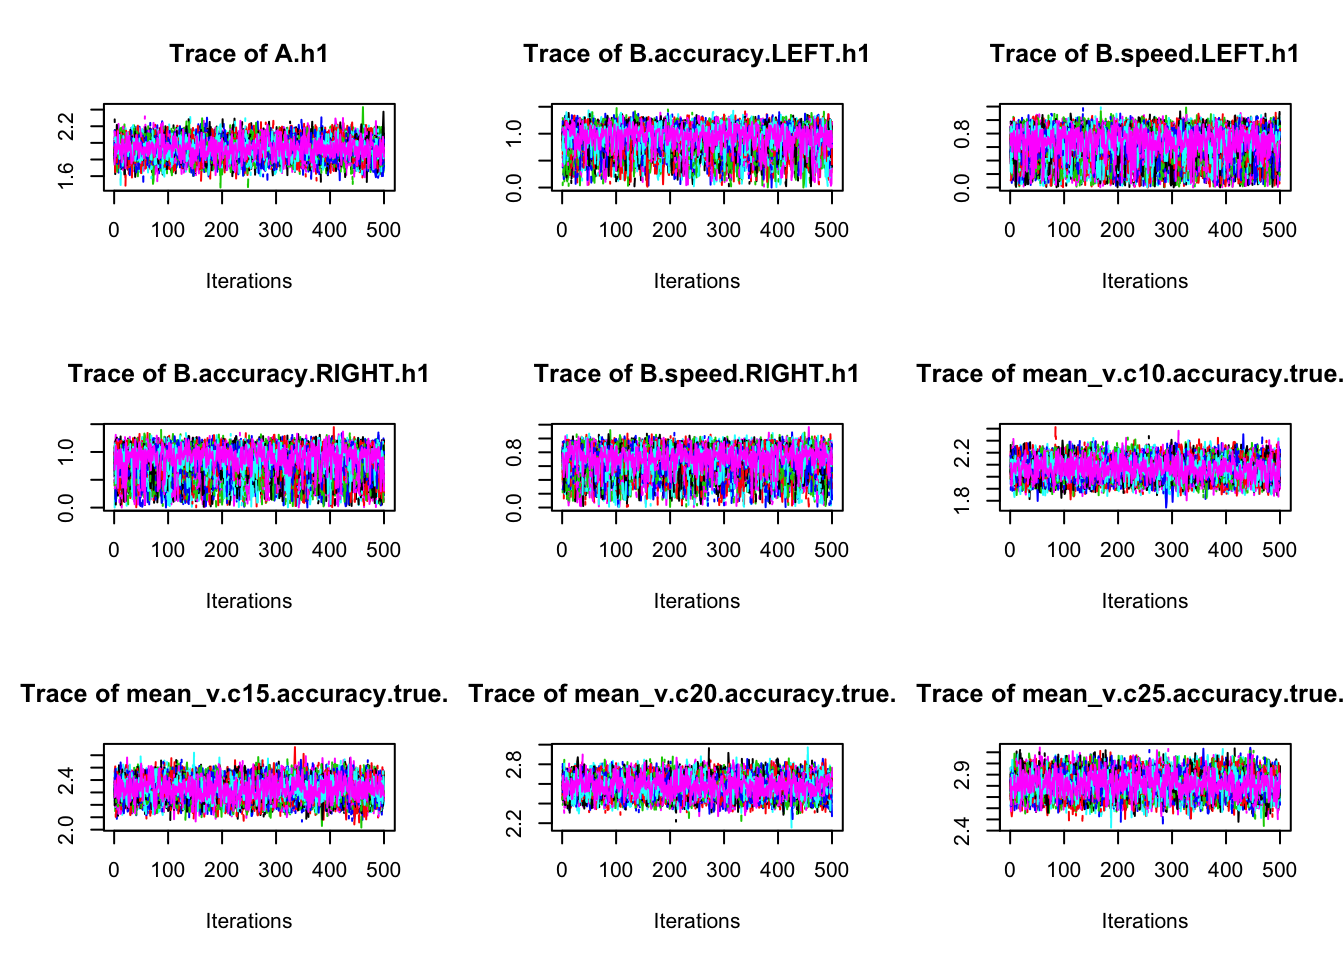 Trace of A.h1
Trace of B.accuracy.LEFT.h1
Trace of B.speed.LEFT.h1
2.2
1.6
1.0
0.0
0.8
0.0
0 100 200 300 400 500
0 100 200 300 400 500
0 100 200 300 400 500
Iterations
Iterations
Iterations
Trace of B.accuracy.RIGHT.h1
Trace of B.speed.RIGHT.h1
Trace of mean_v.c10.accuracy.true.
1.0
0.0
0.8
0.0
2.2
1.8
0 100 200 300 400 500
0 100 200 300 400 500
0 100 200 300 400 500
Iterations
Iterations
Iterations
Trace of mean_v.c15.accuracy.true.
Trace of mean_v.c20.accuracy.true.
Trace of mean_v.c25.accuracy.true.
2.4
2.0
2.8
2.2
2.9
2.4
0 100 200 300 400 500
0 100 200 300 400 500
0 100 200 300 400 500
Iterations
Iterations
Iterations